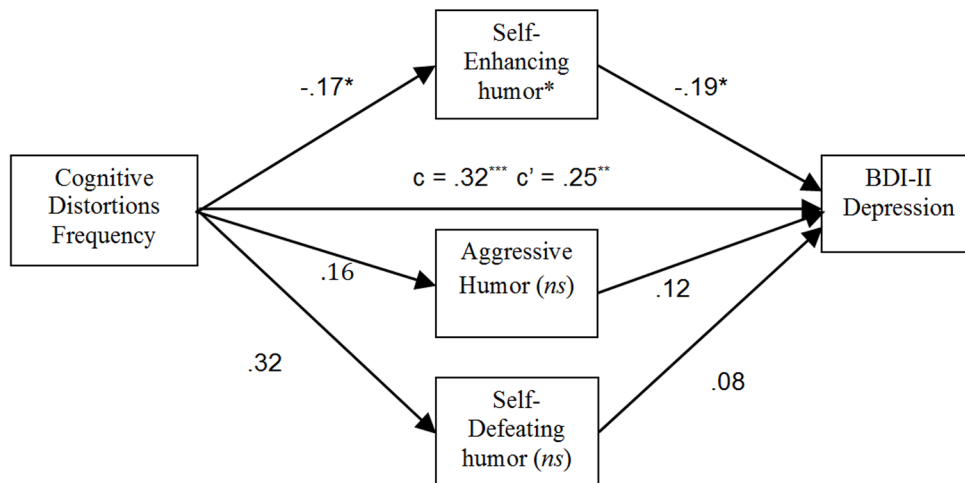 Self-
Enhancing
humor*
-.17*
-.19*
Cognitive
Distortions
Frequency
c = .32*** c' = .25**
BDI-II
Depression
Aggressive
Humor (ns)
.16
.12
.32
.08
Self-
Defeating
humor (ns)